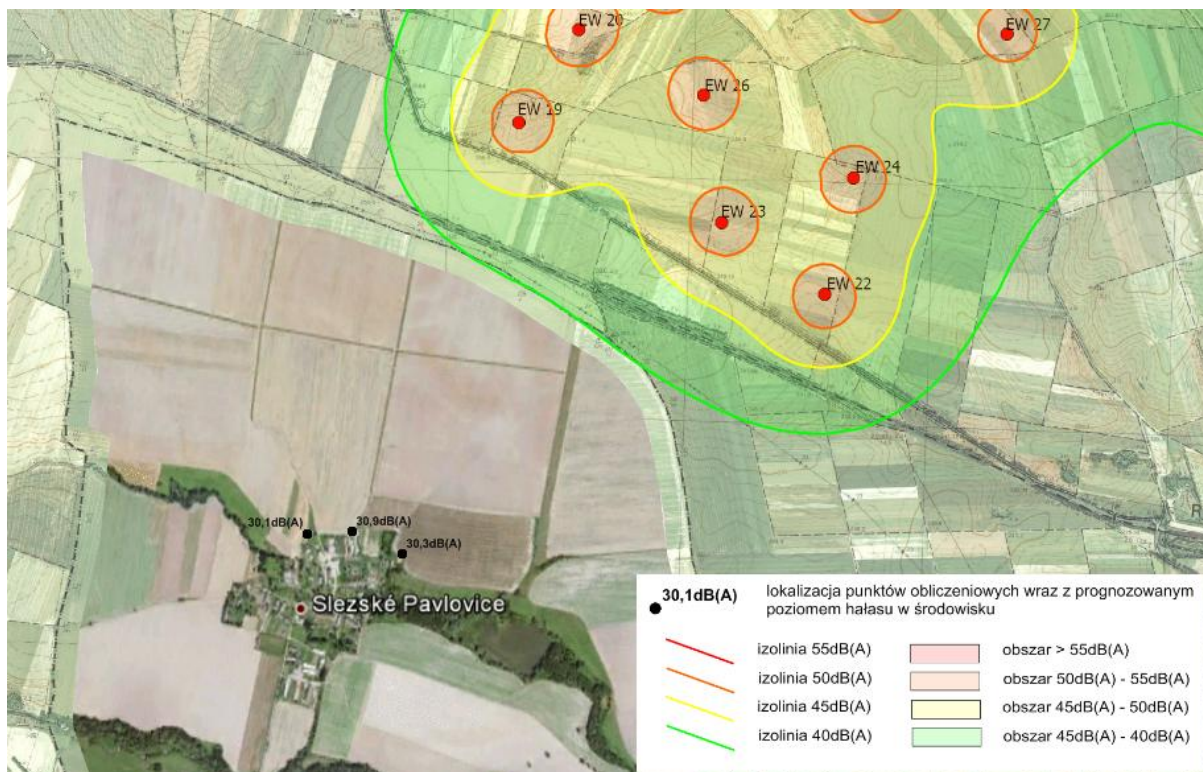 EW 20
EW 27
EW 26
EW 19
EW 24
EW 23
EW 22
30,1dB(A)
30,9dB(A)
30,3dB(A)
Slezské Pavlovice
R
30,1dB(A) lokalizacja punktów obliczeniowych wraz z prognozowanym
poziomem hałasu w środowisku
izolinia 55dB(A) obszar > 55dB(A)
izolinia 50dB(A) obszar 50dB(A) - 55dB(A)
izolinia 45dB(A) obszar 45dB(A) - 50dB(A)
izolinia 40dB(A) obszar 45dB(A) - 40dB(A)